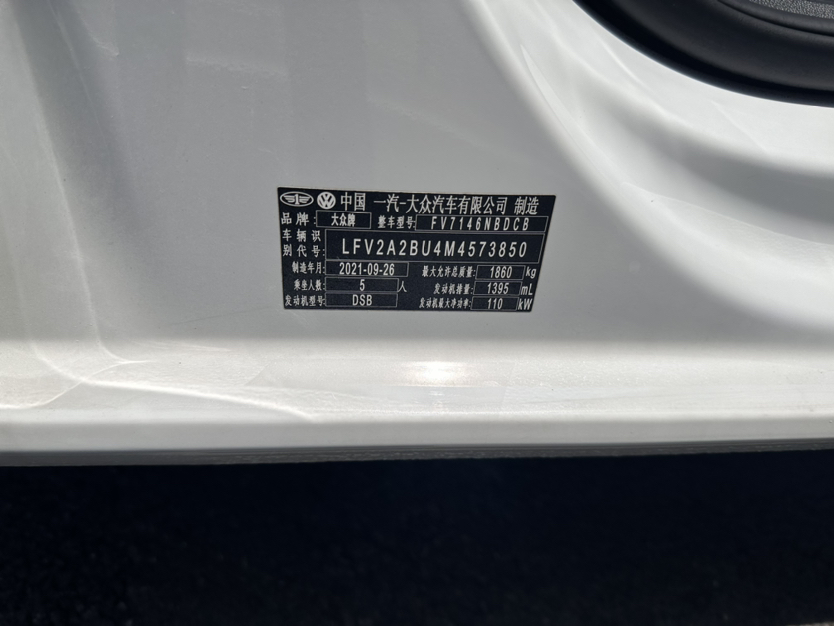 中国 一汽-大众汽车有限公司 制造
品牌: 大众牌 整车型号: FV7146NBDCB
车辆识别代号: LFV2A2BU4M4573850
制造年月: 2021-09-26 最大允许总质量: 1860 kg
乘坐人数: 5 人 发动机排量: 1395 mL
发动机型号: DSB 发动机最大净功率: 110 kW